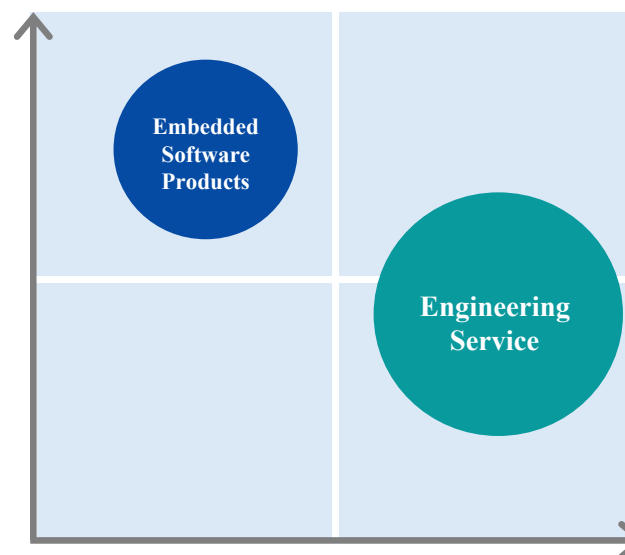 Embedded
Software
Products
Engineering
Service